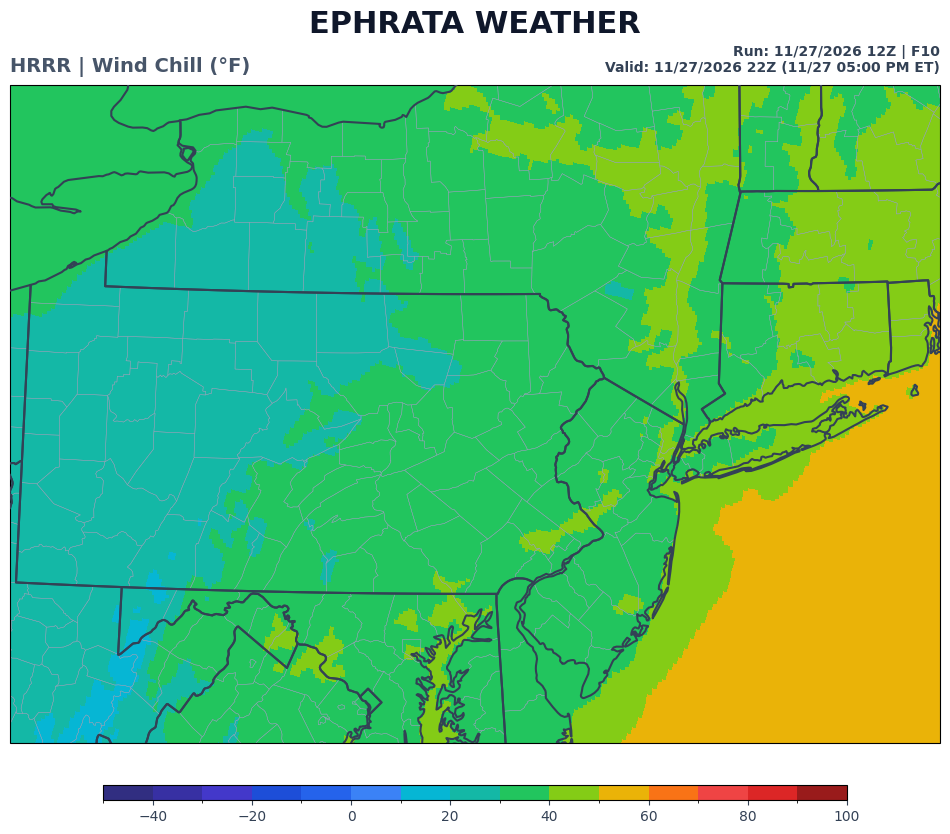 EPHRATA WEATHER
HRRR | Wind Chill (°F)
Run: 11/27/2026 12Z | F10
Valid: 11/27/2026 22Z (11/27 05:00 PM ET)
−40 −20 0 20 40 60 80 100